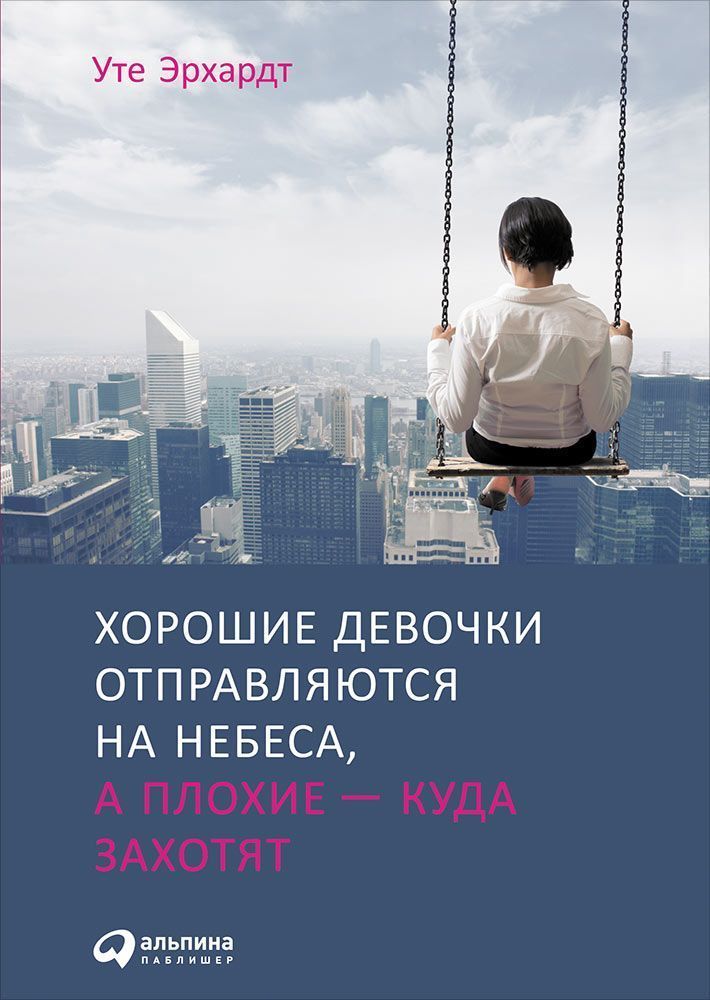 Уте Эрхардт
ХОРОШИЕ ДЕВОЧКИ
ОТПРАВЛЯЮТСЯ
НА НЕБЕСА,
А ПЛОХИЕ — КУДА
ЗАХОТЯТ
альпина
ПАБЛИШЕР